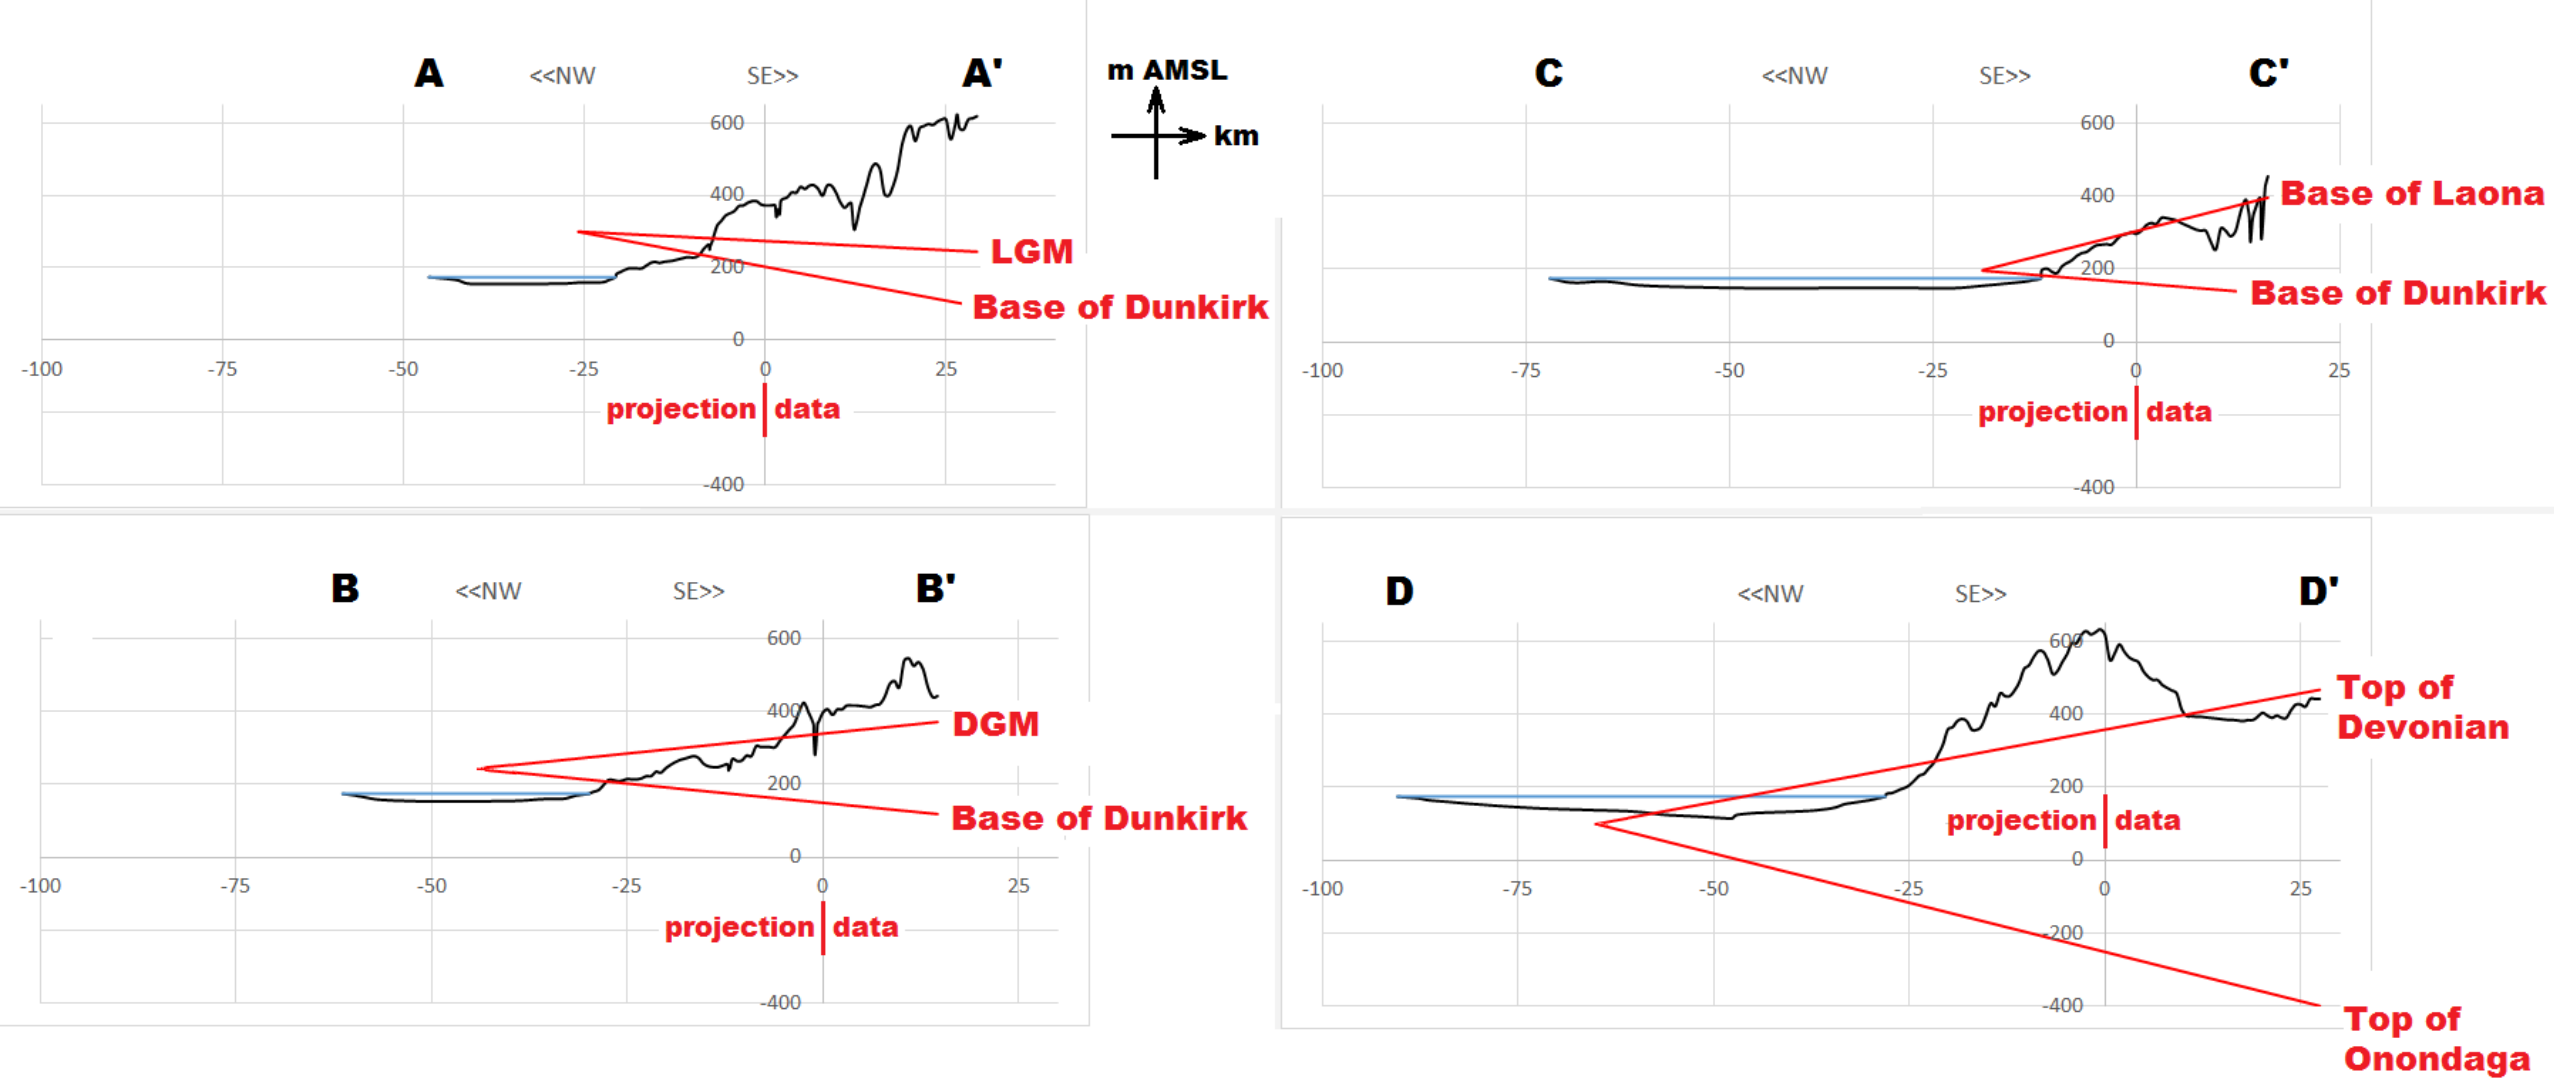 A <<NW SE>> A'
600
400
200
0
-400
-100 -75 -50 -25 0 25
LGM
Base of Dunkirk
projection data
m AMSL
km
C <<NW SE>> C'
600
400
200
0
-400
-100 -75 -50 -25 0 25
Base of Laona
Base of Dunkirk
projection data
B <<NW SE>> B'
600
400
200
0
-400
-100 -75 -50 -25 0 25
DGM
Base of Dunkirk
projection data
D <<NW SE>> D'
600
400
200
0
-200
-400
-100 -75 -50 -25 0 25
Top of
Devonian
projection data
Top of
Onondaga